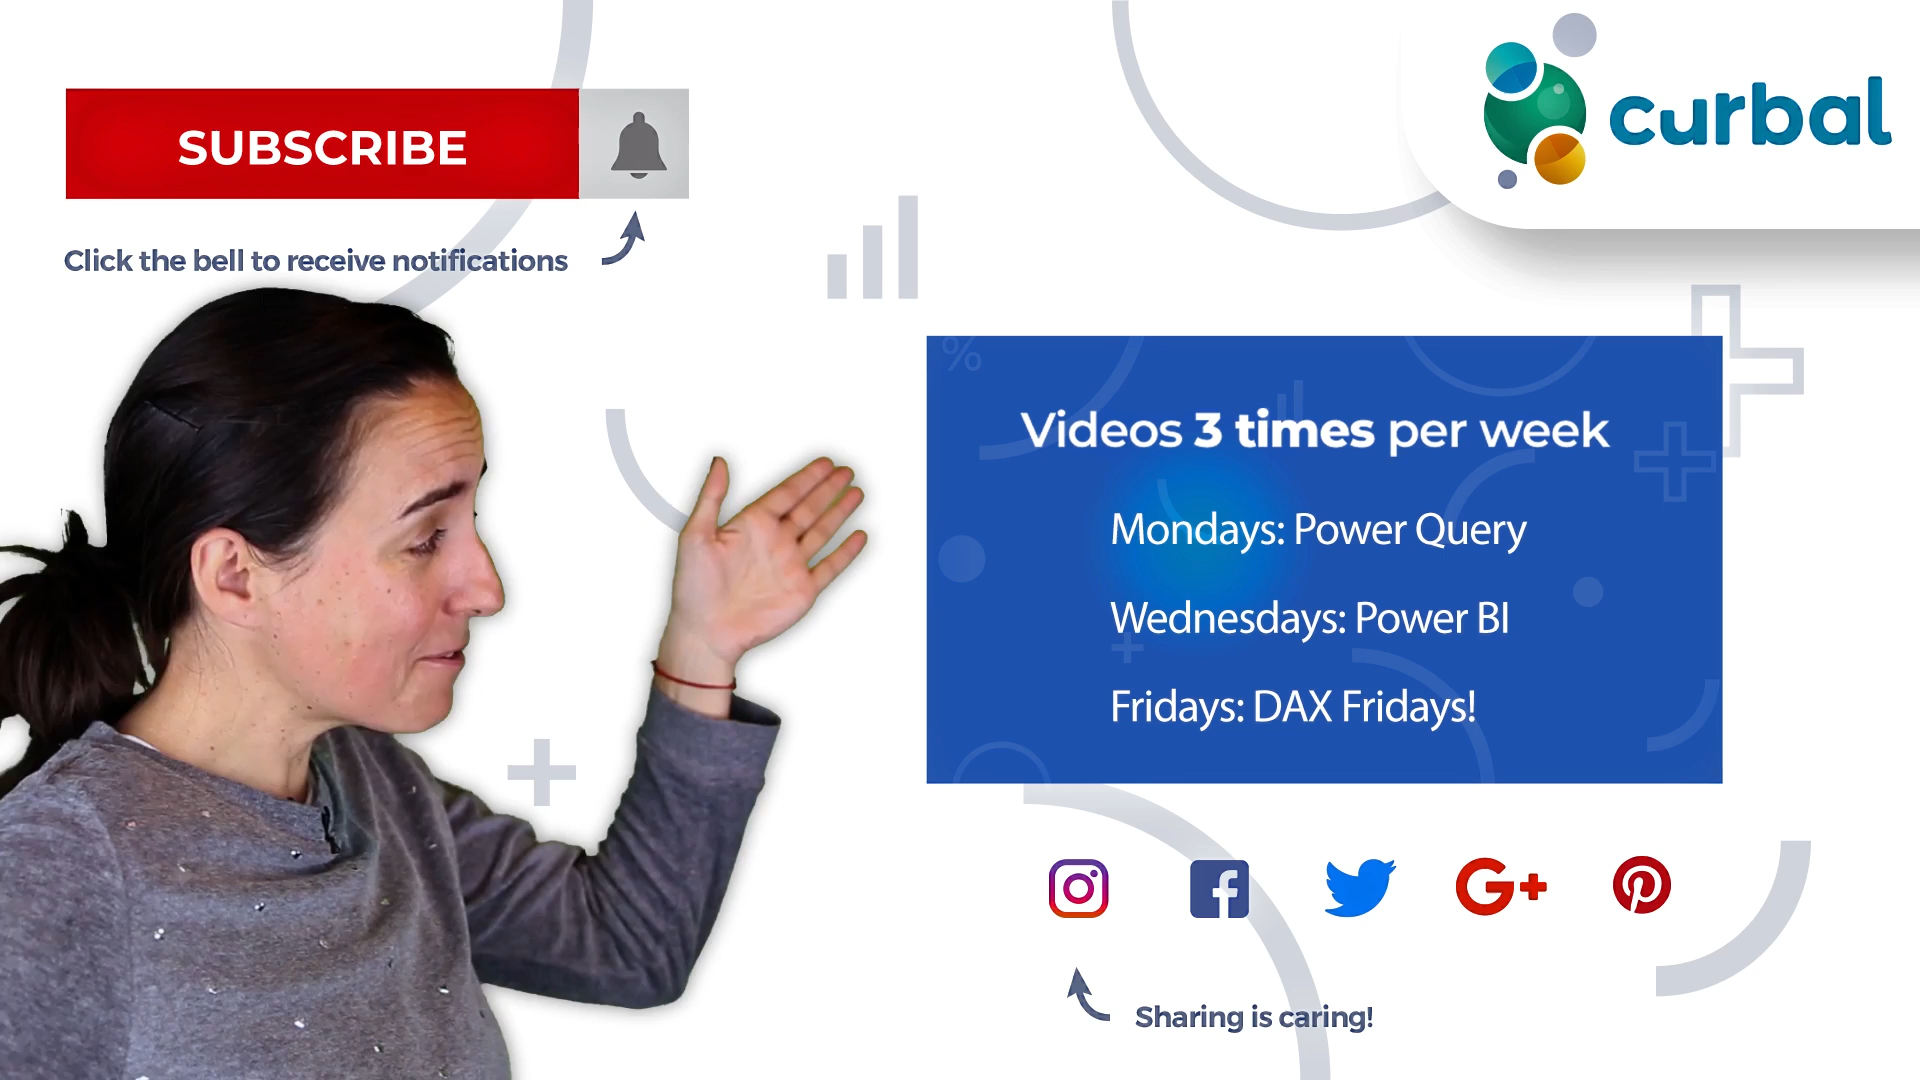 SUBSCRIBE
Click the bell to receive notifications
curbal
Videos 3 times per week
Mondays: Power Query
Wednesdays: Power BI
Fridays: DAX Fridays!
Sharing is caring!